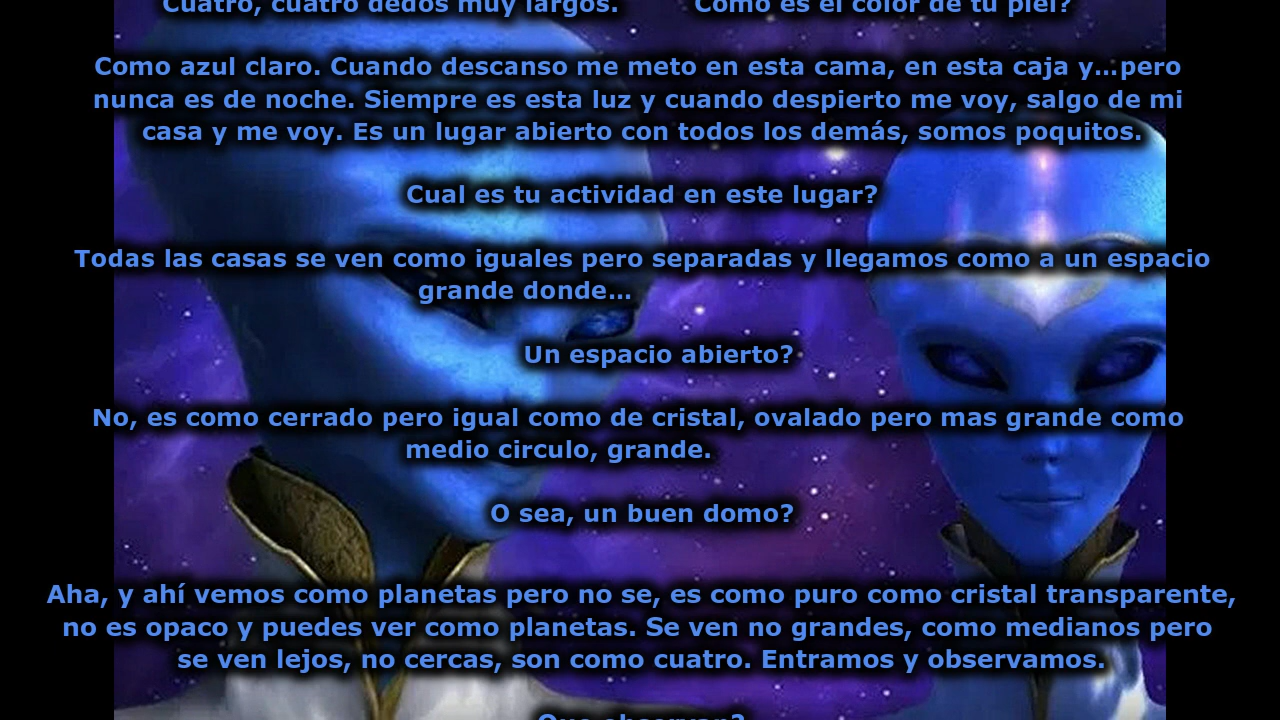 Cuatro, cuatro dedos muy largos. Como es el color de tu piel?
Como azul claro. Cuando descanso me meto en esta cama, en esta caja y...pero
nunca es de noche. Siempre es esta luz y cuando despierto me voy, salgo de mi
casa y me voy. Es un lugar abierto con todos los demás, somos poquitos.
Cual es tu actividad en este lugar?
Todas las casas se ven como iguales pero separadas y llegamos como a un espacio
grande donde...
Un espacio abierto?
No, es como cerrado pero igual como de cristal, ovalado pero mas grande como
medio circulo, grande.
O sea, un buen domo?
Aha, y ahí vemos como planetas pero no se, es como puro como cristal transparente,
no es opaco y puedes ver como planetas. Se ven no grandes, como medianos pero
se ven lejos, no cercas, son como cuatro. Entramos y observamos.
Que observan?